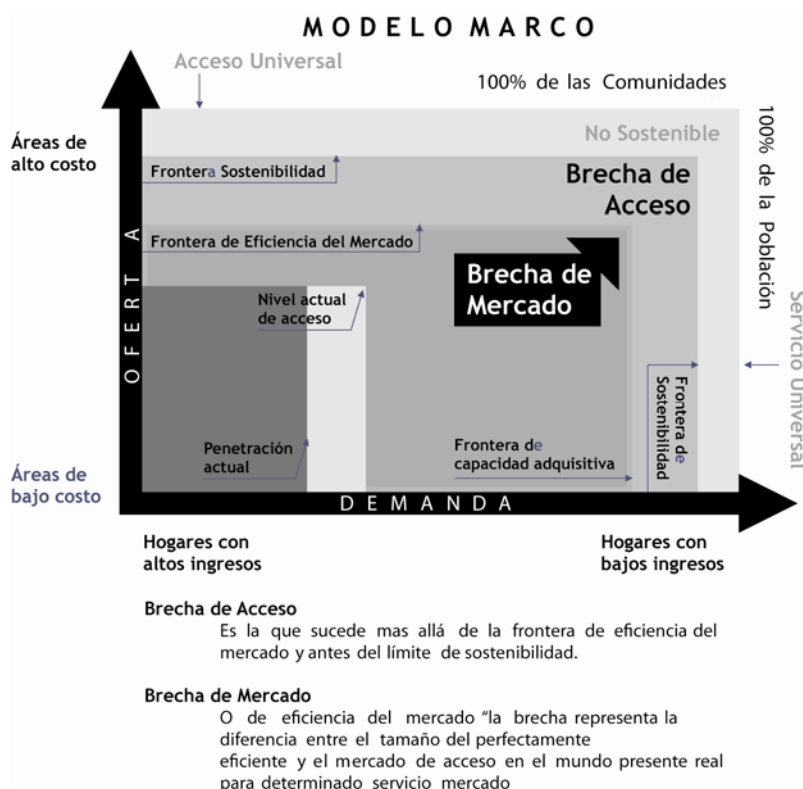 MODELO MARCO
Acceso Universal
100% de las Comunidades
Áreas de
alto costo
No Sostenible
100% de la Población
Frontera Sostenibilidad
Brecha de
Acceso
Frontera de Eficiencia del Mercado
Brecha de
Mercado
Nivel actual
de acceso
OFERTA
Servicio Universal
Frontera de
Sostenibilidad
Penetración
actual
Frontera de
capacidad adquisitiva
Áreas de
bajo costo
DEMANDA
Hogares con
altos ingresos
Hogares con
bajos ingresos
Brecha de Acceso
Es la que sucede mas allá de la frontera de eficiencia del
mercado y antes del límite de sostenibilidad.
Brecha de Mercado
O de eficiencia del mercado “la brecha representa la
diferencia entre el tamaño del perfectamente
eficiente y el mercado de acceso en el mundo presente real
para determinado servicio mercado